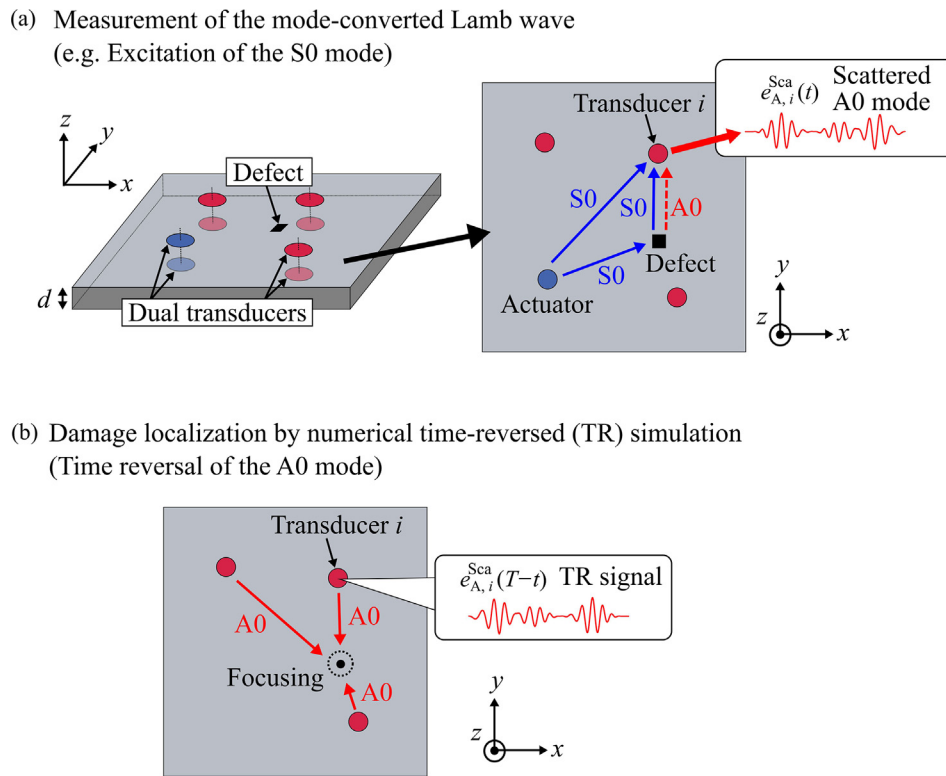 (a) Measurement of the mode-converted Lamb wave
(e.g. Excitation of the S0 mode)
z
y
x
d
Defect
Dual transducers
Transducer i
e^Sca_A, i(t) Scattered
A0 mode
S0
S0
A0
S0
Defect
Actuator
y
z
x
(b) Damage localization by numerical time-reversed (TR) simulation
(Time reversal of the A0 mode)
Transducer i
e^Sca_A, i(T−t) TR signal
A0
A0
Focusing
A0
y
z
x